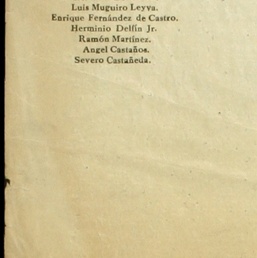 Luis Muguiro Leyva.
Enrique Fernández de Castro.
Herminio Delfín Jr.
Ramón Martínez.
Angel Castaños.
Severo Castañeda.